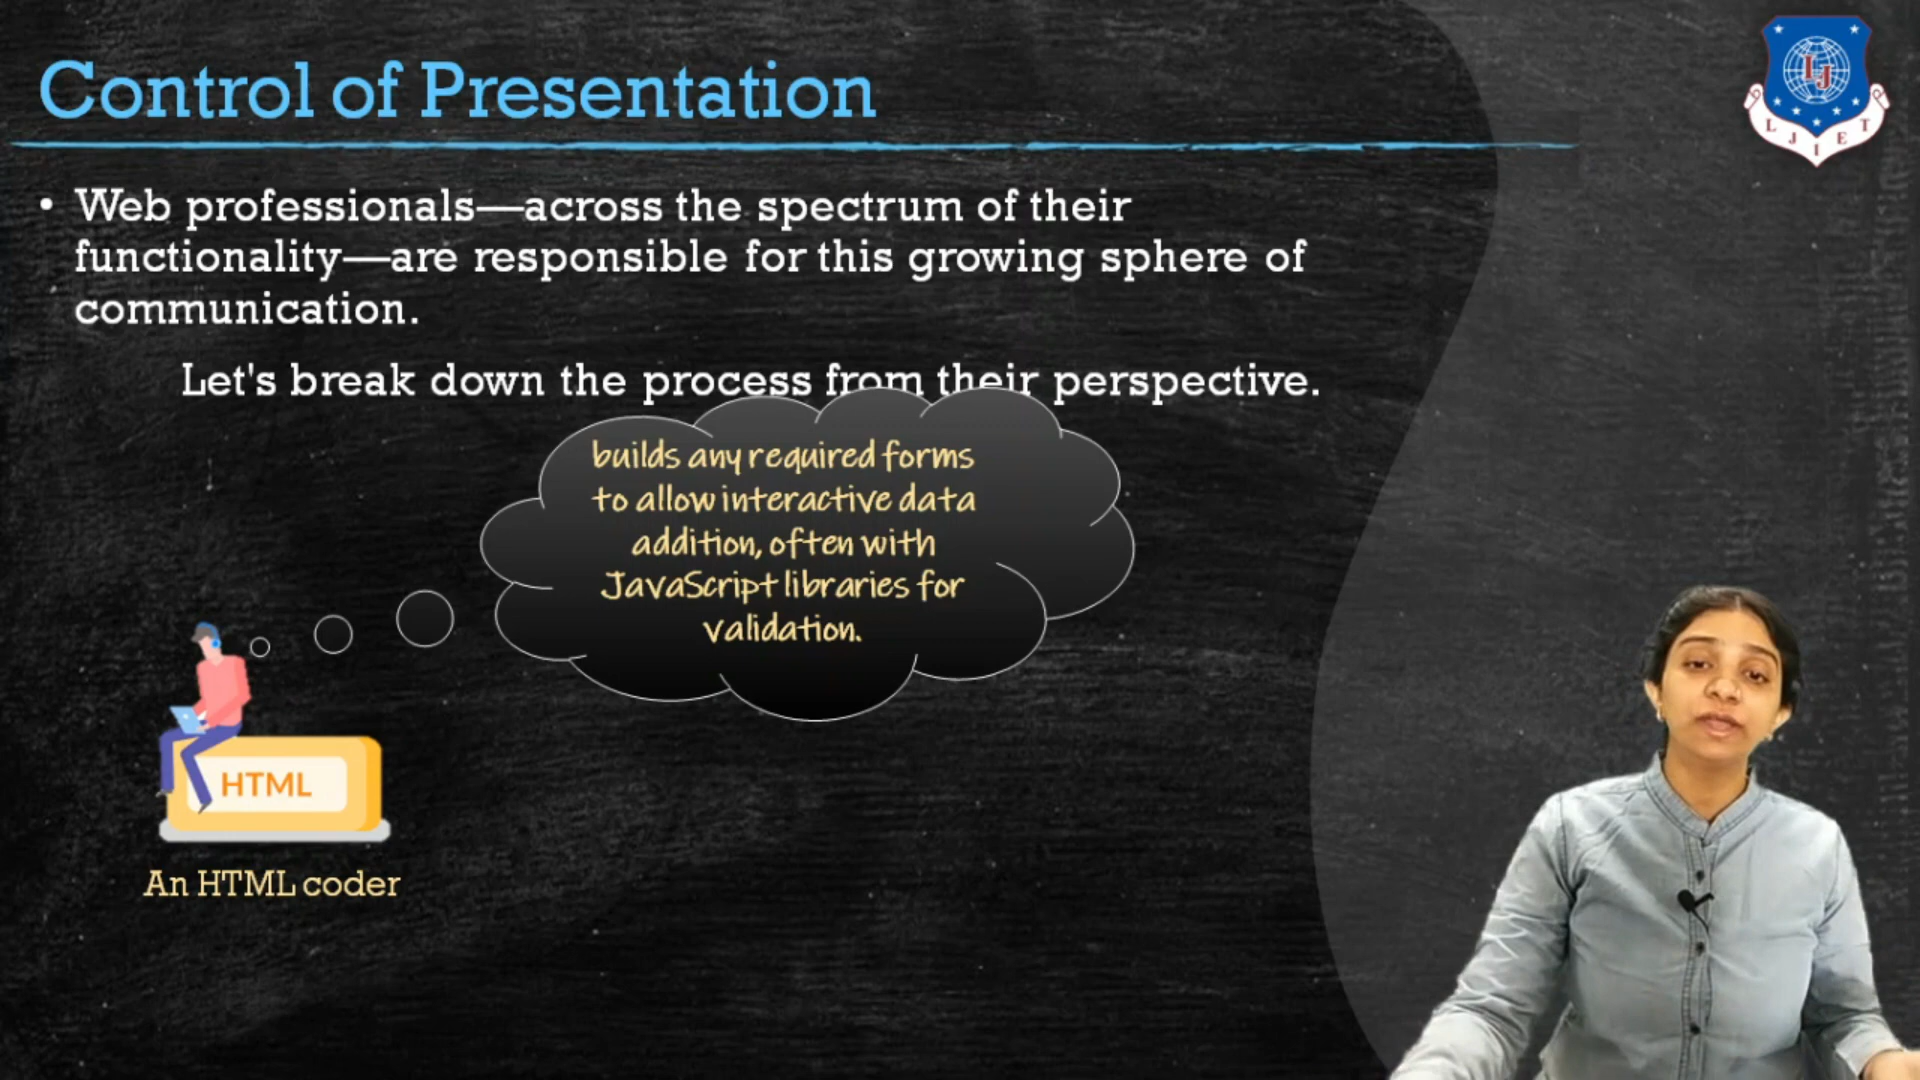 Control of Presentation
• Web professionals—across the spectrum of their
functionality—are responsible for this growing sphere of
communication.
Let's break down the process from their perspective.
builds any required forms
to allow interactive data
addition, often with
JavaScript libraries for
validation.
HTML
An HTML coder
LJ
L J I E T